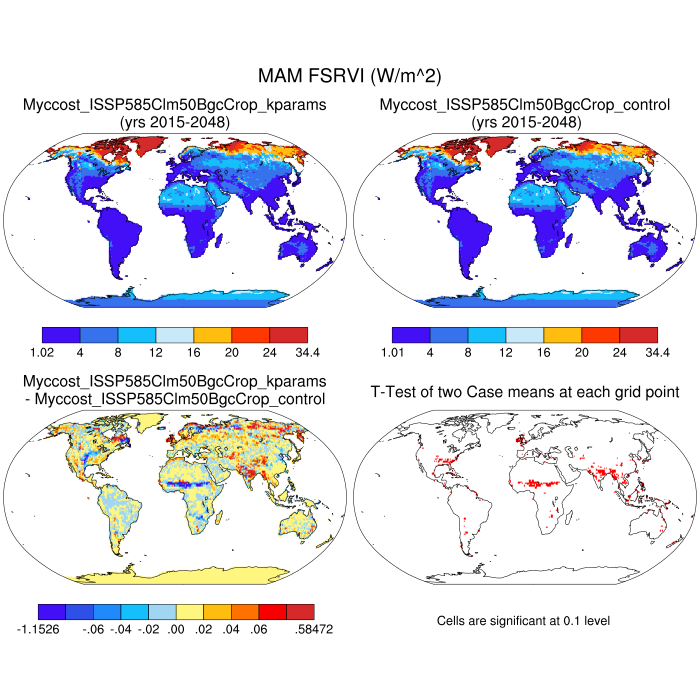 MAM FSRVI (W/m^2)
Myccost_ISSP585Clm50BgcCrop_kparams
(yrs 2015-2048)
Myccost_ISSP585Clm50BgcCrop_control
(yrs 2015-2048)
1.02 4 8 12 16 20 24 34.4
1.01 4 8 12 16 20 24 34.4
Myccost_ISSP585Clm50BgcCrop_kparams
- Myccost_ISSP585Clm50BgcCrop_control
T-Test of two Case means at each grid point
-1.1526 -.06 -.04 -.02 .00 .02 .04 .06 .58472
Cells are significant at 0.1 level